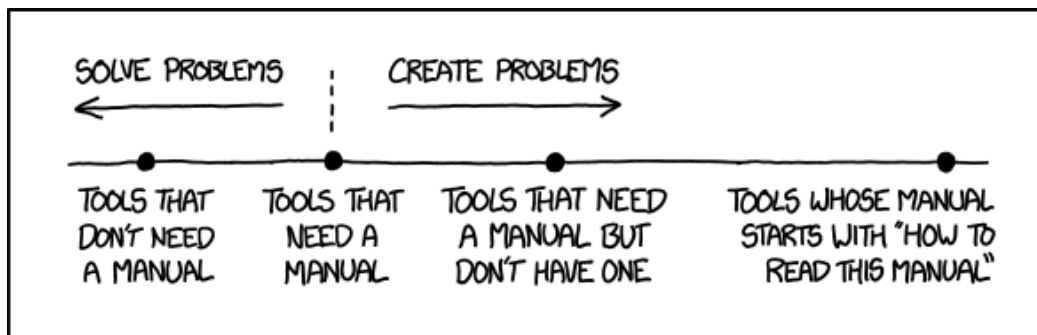 SOLVE PROBLEMS
CREATE PROBLEMS
TOOLS THAT
DON'T NEED
A MANUAL
TOOLS THAT
NEED A
MANUAL
TOOLS THAT NEED
A MANUAL BUT
DON'T HAVE ONE
TOOLS WHOSE MANUAL
STARTS WITH "HOW TO
READ THIS MANUAL"